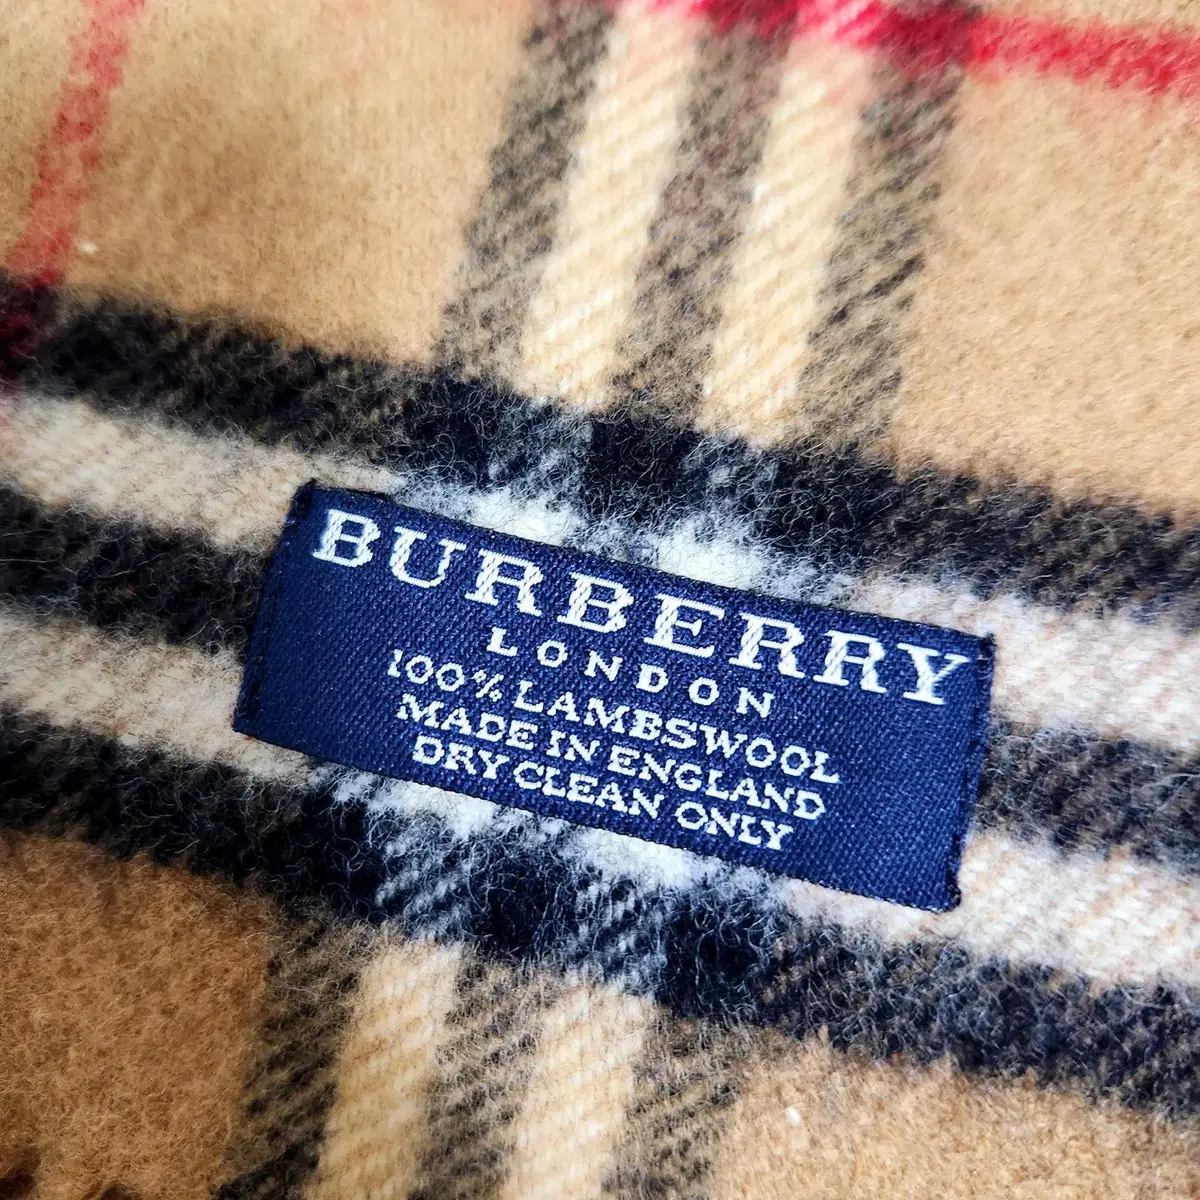 BURBERRY
LONDON
100% LAMBSWOOL
MADE IN ENGLAND
DRY CLEAN ONLY